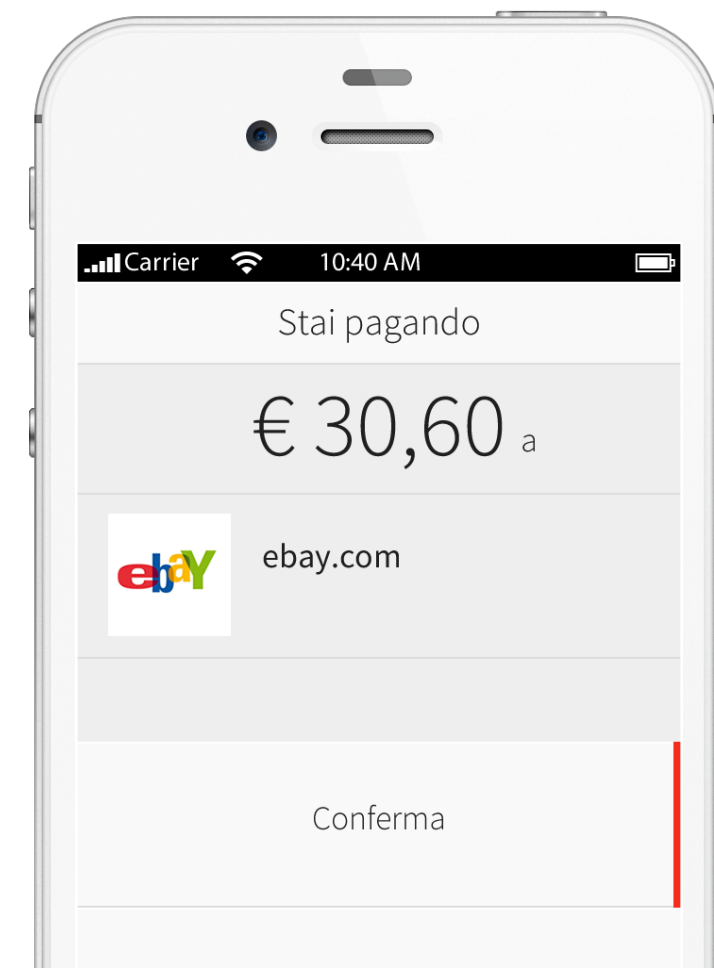 Carrier 10:40 AM
Stai pagando
€ 30,60 a
ebay
ebay.com
Conferma